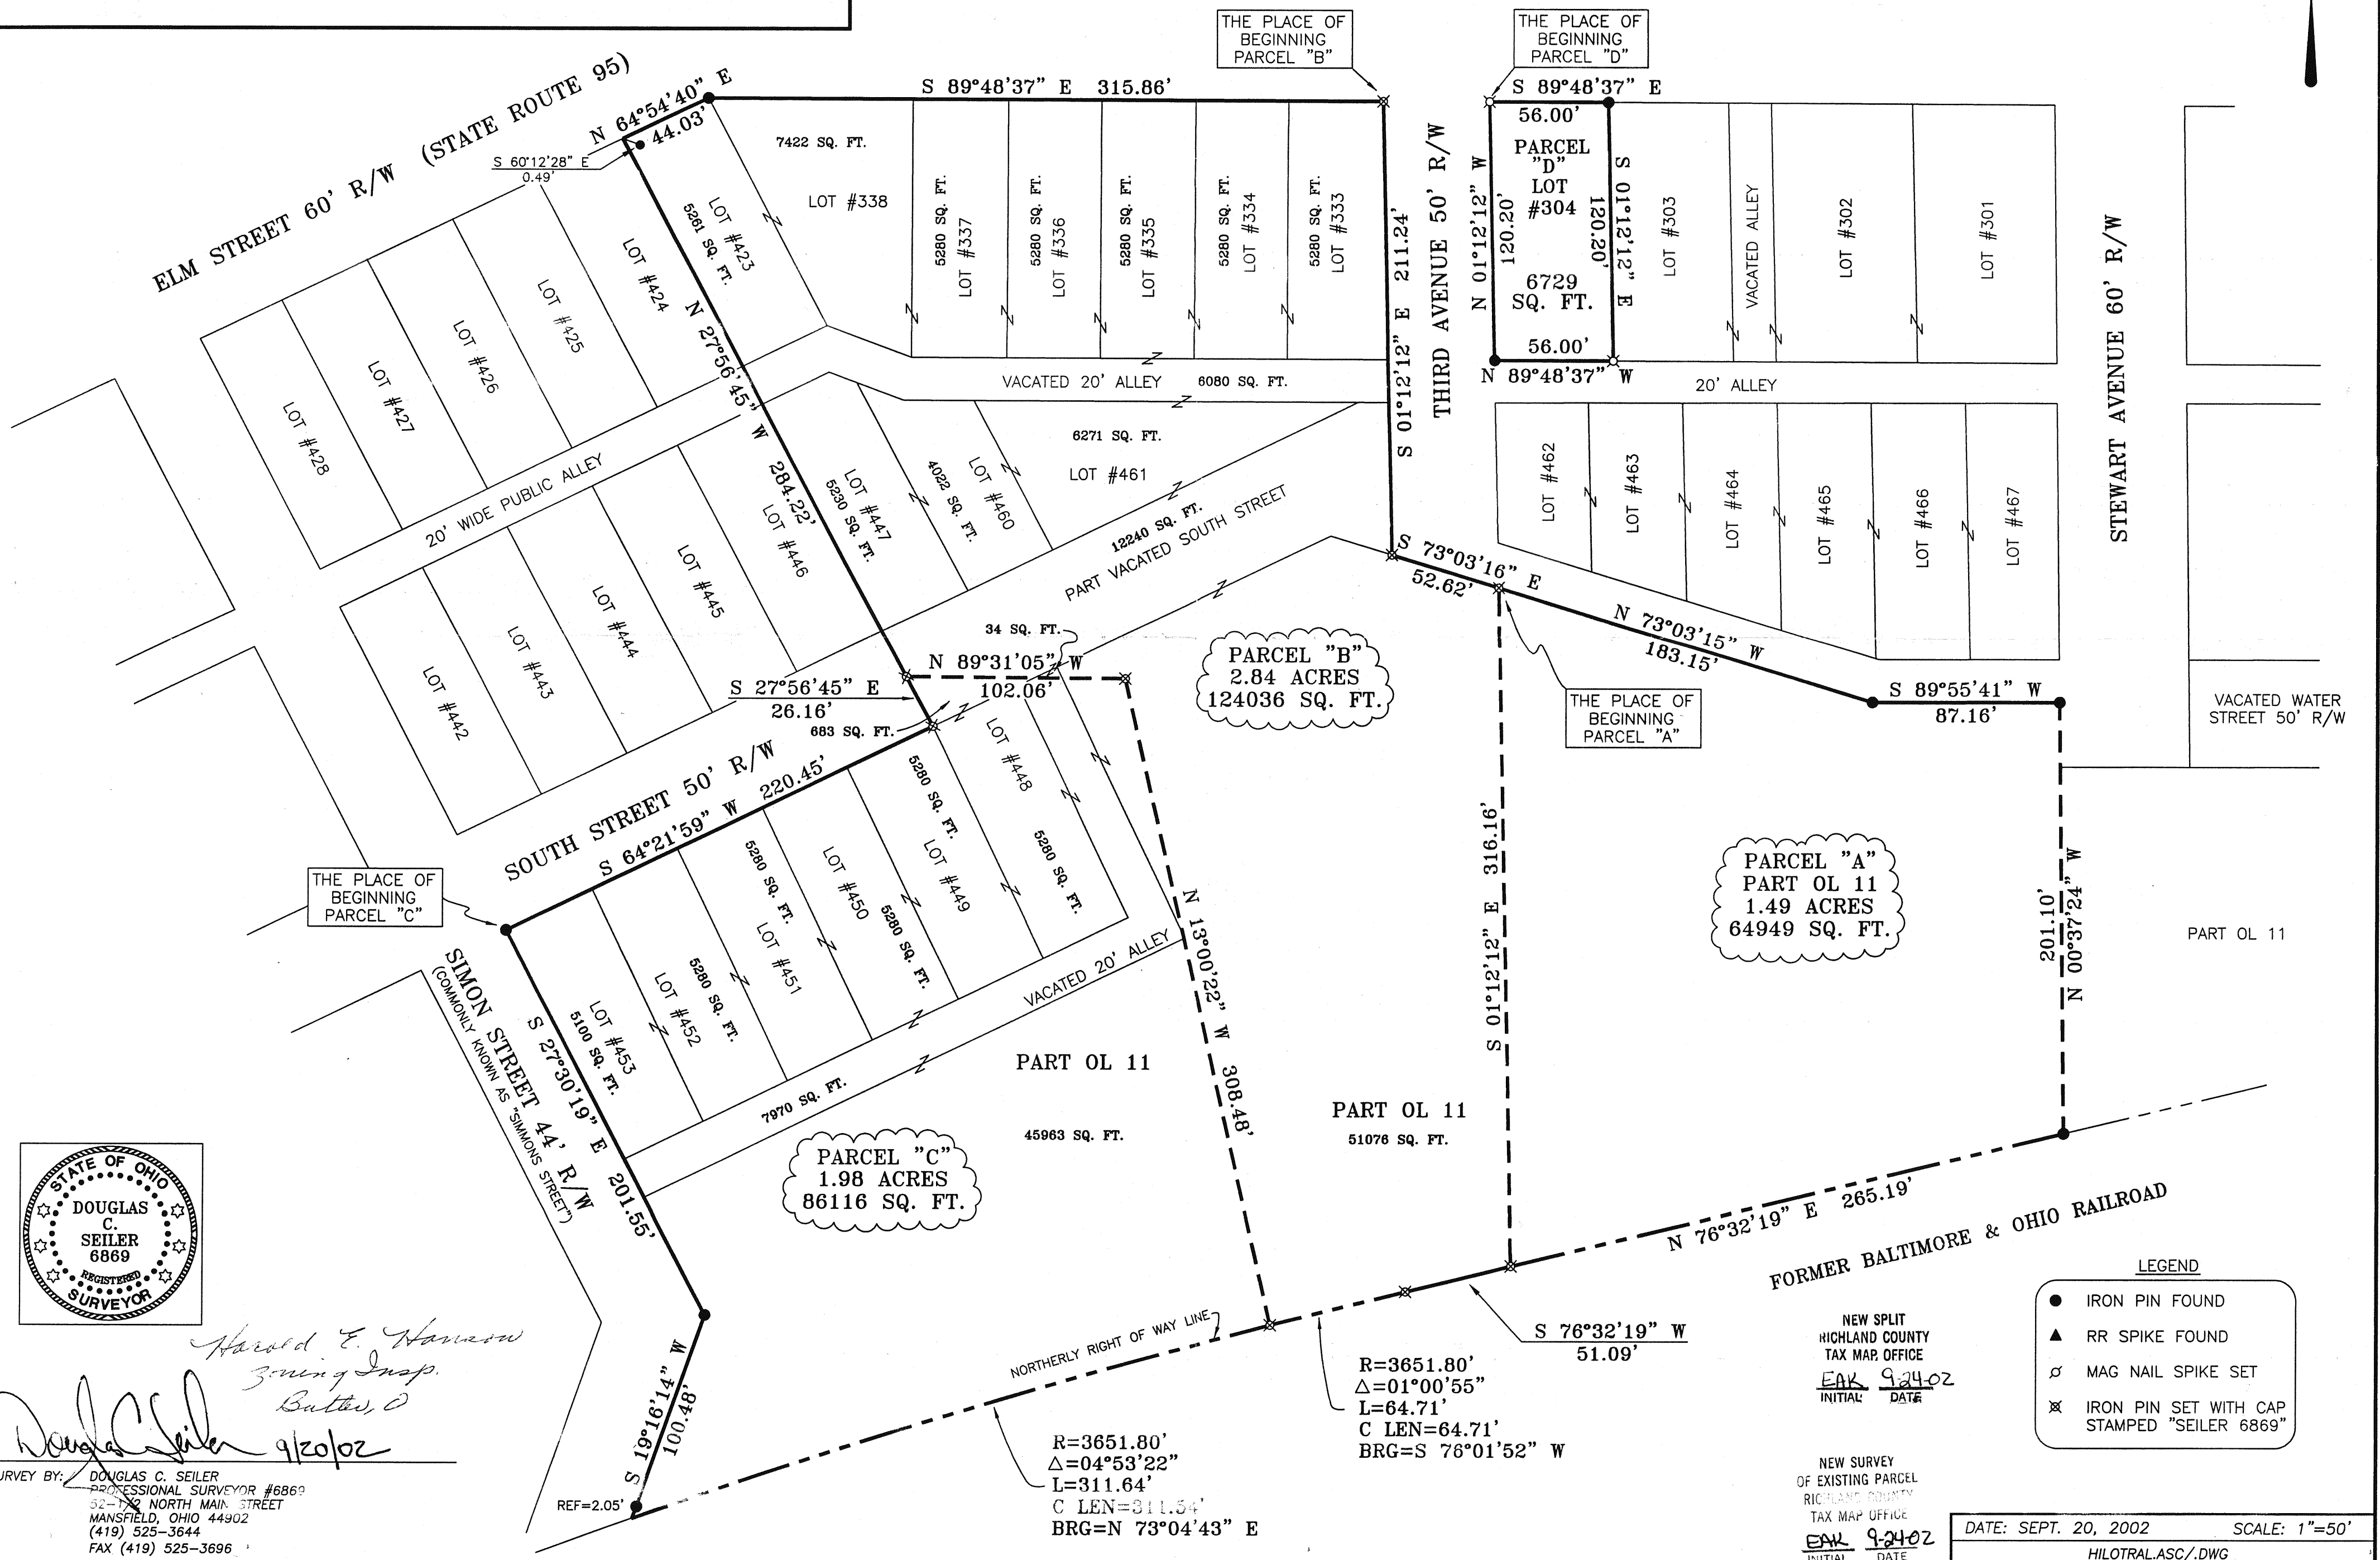 THE PLACE OF
BEGINNING
PARCEL "B"
THE PLACE OF
BEGINNING
PARCEL "D"
ELM STREET 60' R/W (STATE ROUTE 95)
N 64°54'40" E
44.03'
S 60°12'28" E
0.49'
S 89°48'37" E 315.86'
S 89°48'37" E
56.00'
PARCEL
"D"
LOT
#304
6729
SQ. FT.
N 01°12'12" W
120.20'
S 01°12'12" E
120.20'
56.00'
N 89°48'37" W
7422 SQ. FT.
LOT #338
LOT #423
5261 SQ. FT.
5280 SQ. FT.
LOT #337
5280 SQ. FT.
LOT #336
5280 SQ. FT.
LOT #335
5280 SQ. FT.
LOT #334
5280 SQ. FT.
LOT #333
S 01°12'12" E 211.24'
THIRD AVENUE 50' R/W
LOT #303
VACATED ALLEY
LOT #302
LOT #301
STEWART AVENUE 60' R/W
LOT #428
LOT #427
LOT #426
LOT #425
LOT #424
N 27°56'45" W 284.22'
20' WIDE PUBLIC ALLEY
VACATED 20' ALLEY 6080 SQ. FT.
20' ALLEY
LOT #442
LOT #443
LOT #444
LOT #445
LOT #446
LOT #447
5230 SQ. FT.
LOT #460
4022 SQ. FT.
6271 SQ. FT.
LOT #461
12240 SQ. FT.
PART VACATED SOUTH STREET
LOT #462
LOT #463
LOT #464
LOT #465
LOT #466
LOT #467
S 73°03'16" E
52.62'
N 73°03'15" W
183.15'
S 89°55'41" W
87.16'
THE PLACE OF
BEGINNING
PARCEL "A"
VACATED WATER
STREET 50' R/W
34 SQ. FT.
N 89°31'05" W
102.06'
S 27°56'45" E
26.16'
683 SQ. FT.
PARCEL "B"
2.84 ACRES
124036 SQ. FT.
SOUTH STREET 50' R/W
S 64°21'59" W 220.45'
THE PLACE OF
BEGINNING
PARCEL "C"
LOT #448
5280 SQ. FT.
LOT #449
5280 SQ. FT.
LOT #450
5280 SQ. FT.
LOT #451
5280 SQ. FT.
LOT #452
5280 SQ. FT.
LOT #453
5100 SQ. FT.
VACATED 20' ALLEY
7970 SQ. FT.
N 13°00'22" W 308.48'
S 01°12'12" E 316.16'
PARCEL "A"
PART OL 11
1.49 ACRES
64949 SQ. FT.
201.10'
N 00°37'24" W
PART OL 11
SIMON STREET 44' R/W
(COMMONLY KNOWN AS "SIMMONS STREET")
S 27°30'19" E 201.55'
PART OL 11
45963 SQ. FT.
PART OL 11
51076 SQ. FT.
PARCEL "C"
1.98 ACRES
86116 SQ. FT.
N 76°32'19" E 265.19'
FORMER BALTIMORE & OHIO RAILROAD
S 76°32'19" W
51.09'
NORTHERLY RIGHT OF WAY LINE
R=3651.80'
△=01°00'55"
L=64.71'
C LEN=64.71'
BRG=S 76°01'52" W
R=3651.80'
△=04°53'22"
L=311.64'
C LEN=311.54'
BRG=N 73°04'43" E
S 19°16'14" W
100.48'
REF=2.05'
STATE OF OHIO
DOUGLAS
C.
SEILER
6869
REGISTERED
SURVEYOR
Harold E. Hanson
Zoning Insp.
Butler, O
Douglas C Seiler 9/20/02
URVEY BY: DOUGLAS C. SEILER
PROFESSIONAL SURVEYOR #6869
52-1/2 NORTH MAIN STREET
MANSFIELD, OHIO 44902
(419) 525-3644
FAX (419) 525-3696
LEGEND
IRON PIN FOUND
RR SPIKE FOUND
MAG NAIL SPIKE SET
IRON PIN SET WITH CAP
STAMPED "SEILER 6869"
NEW SPLIT
RICHLAND COUNTY
TAX MAP OFFICE
EAK 9-24-02
INITIAL DATE
NEW SURVEY
OF EXISTING PARCEL
RICHLAND COUNTY
TAX MAP OFFICE
EAK 9-24-02
INITIAL DATE
DATE: SEPT. 20, 2002 SCALE: 1"=50'
HILOTRAL.ASC/.DWG